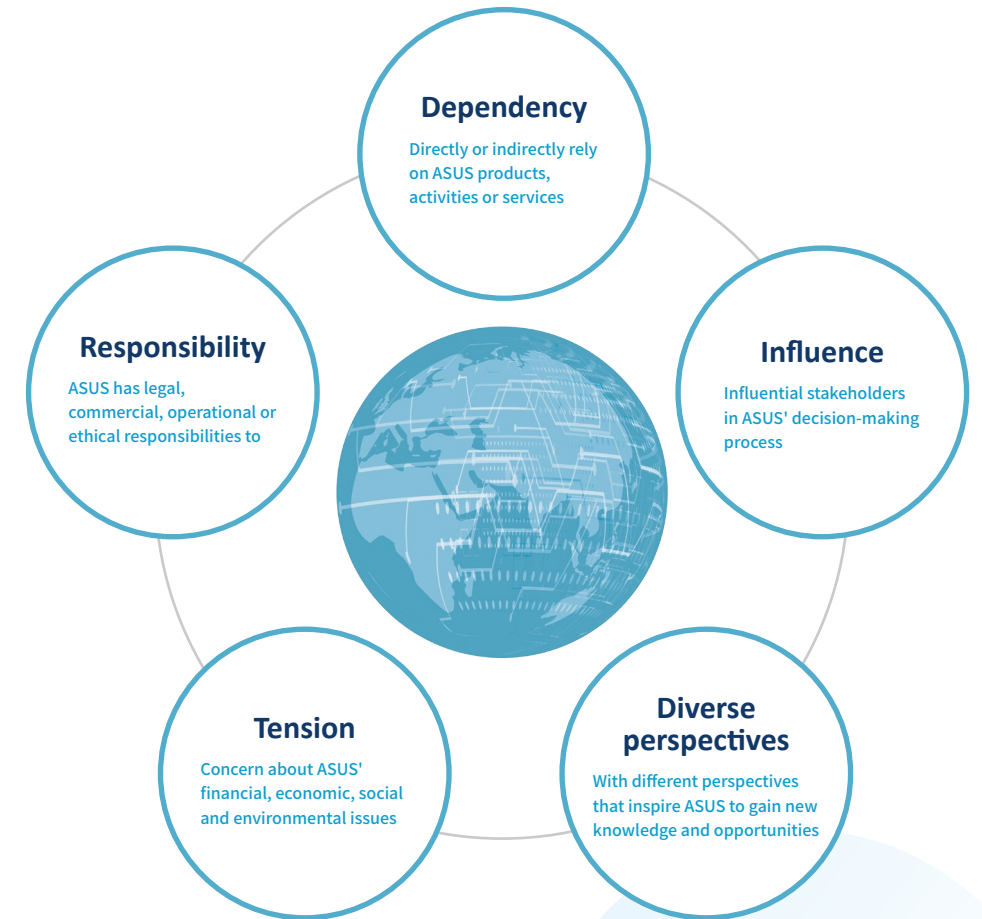 Dependency
Directly or indirectly rely
on ASUS products,
activities or services
Responsibility
ASUS has legal,
commercial, operational or
ethical responsibilities to
Influence
Influential stakeholders
in ASUS' decision-making
process
Tension
Concern about ASUS'
financial, economic, social
and environmental issues
Diverse
perspectives
With different perspectives
that inspire ASUS to gain new
knowledge and opportunities